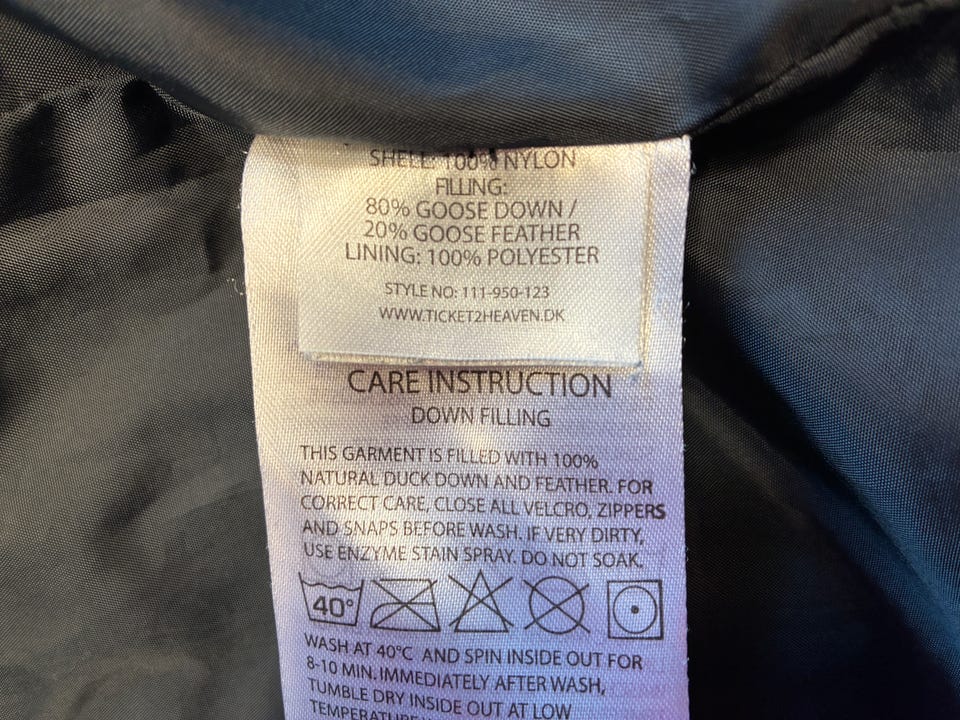 SHELL: 100% NYLON
FILLING:
80% GOOSE DOWN /
20% GOOSE FEATHER
LINING: 100% POLYESTER
STYLE NO: 111-950-123
WWW.TICKET2HEAVEN.DK
CARE INSTRUCTION
DOWN FILLING
THIS GARMENT IS FILLED WITH 100%
NATURAL DUCK DOWN AND FEATHER. FOR
CORRECT CARE, CLOSE ALL VELCRO, ZIPPERS
AND SNAPS BEFORE WASH. IF VERY DIRTY,
USE ENZYME STAIN SPRAY. DO NOT SOAK.
40°
WASH AT 40°C AND SPIN INSIDE OUT FOR
8-10 MIN. IMMEDIATELY AFTER WASH,
TUMBLE DRY INSIDE OUT AT LOW
TEMPERATURE